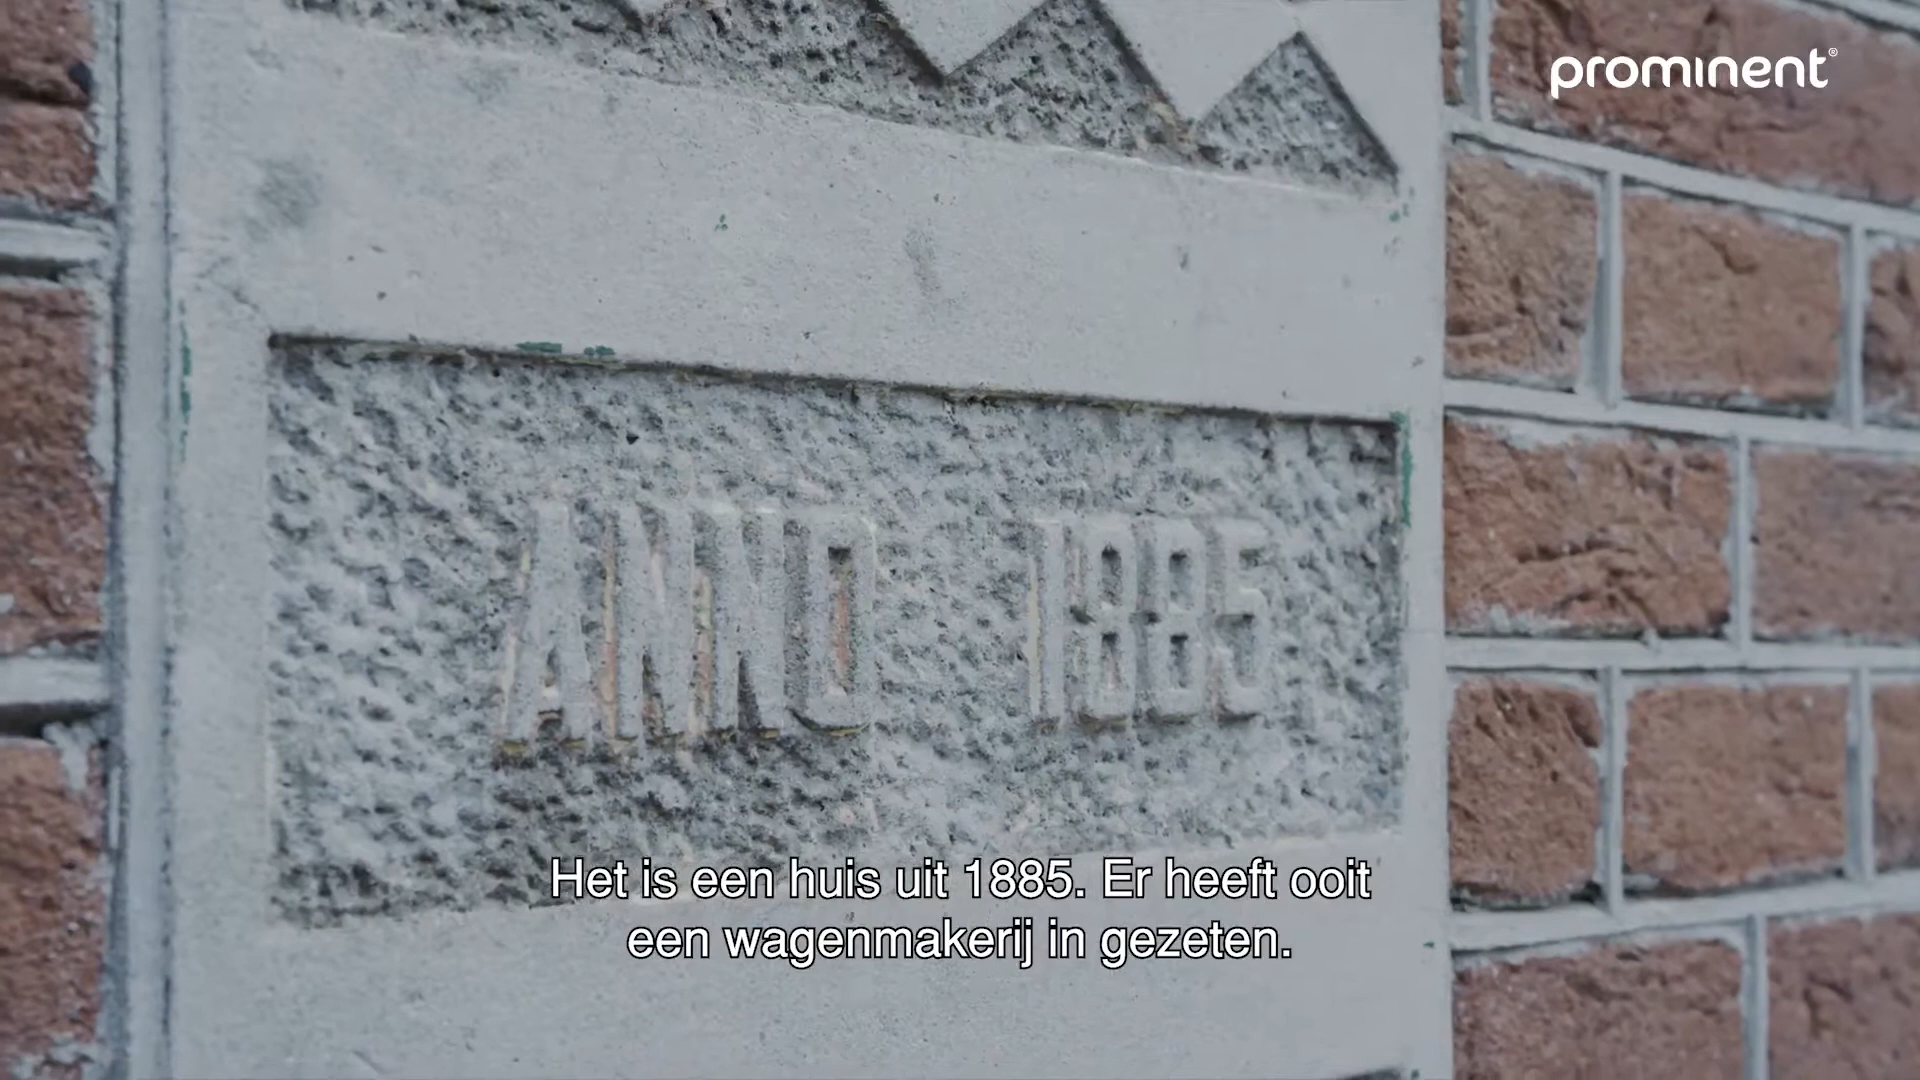 prominent®
ANNO 1885
Het is een huis uit 1885. Er heeft ooit
een wagenmakerij in gezeten.